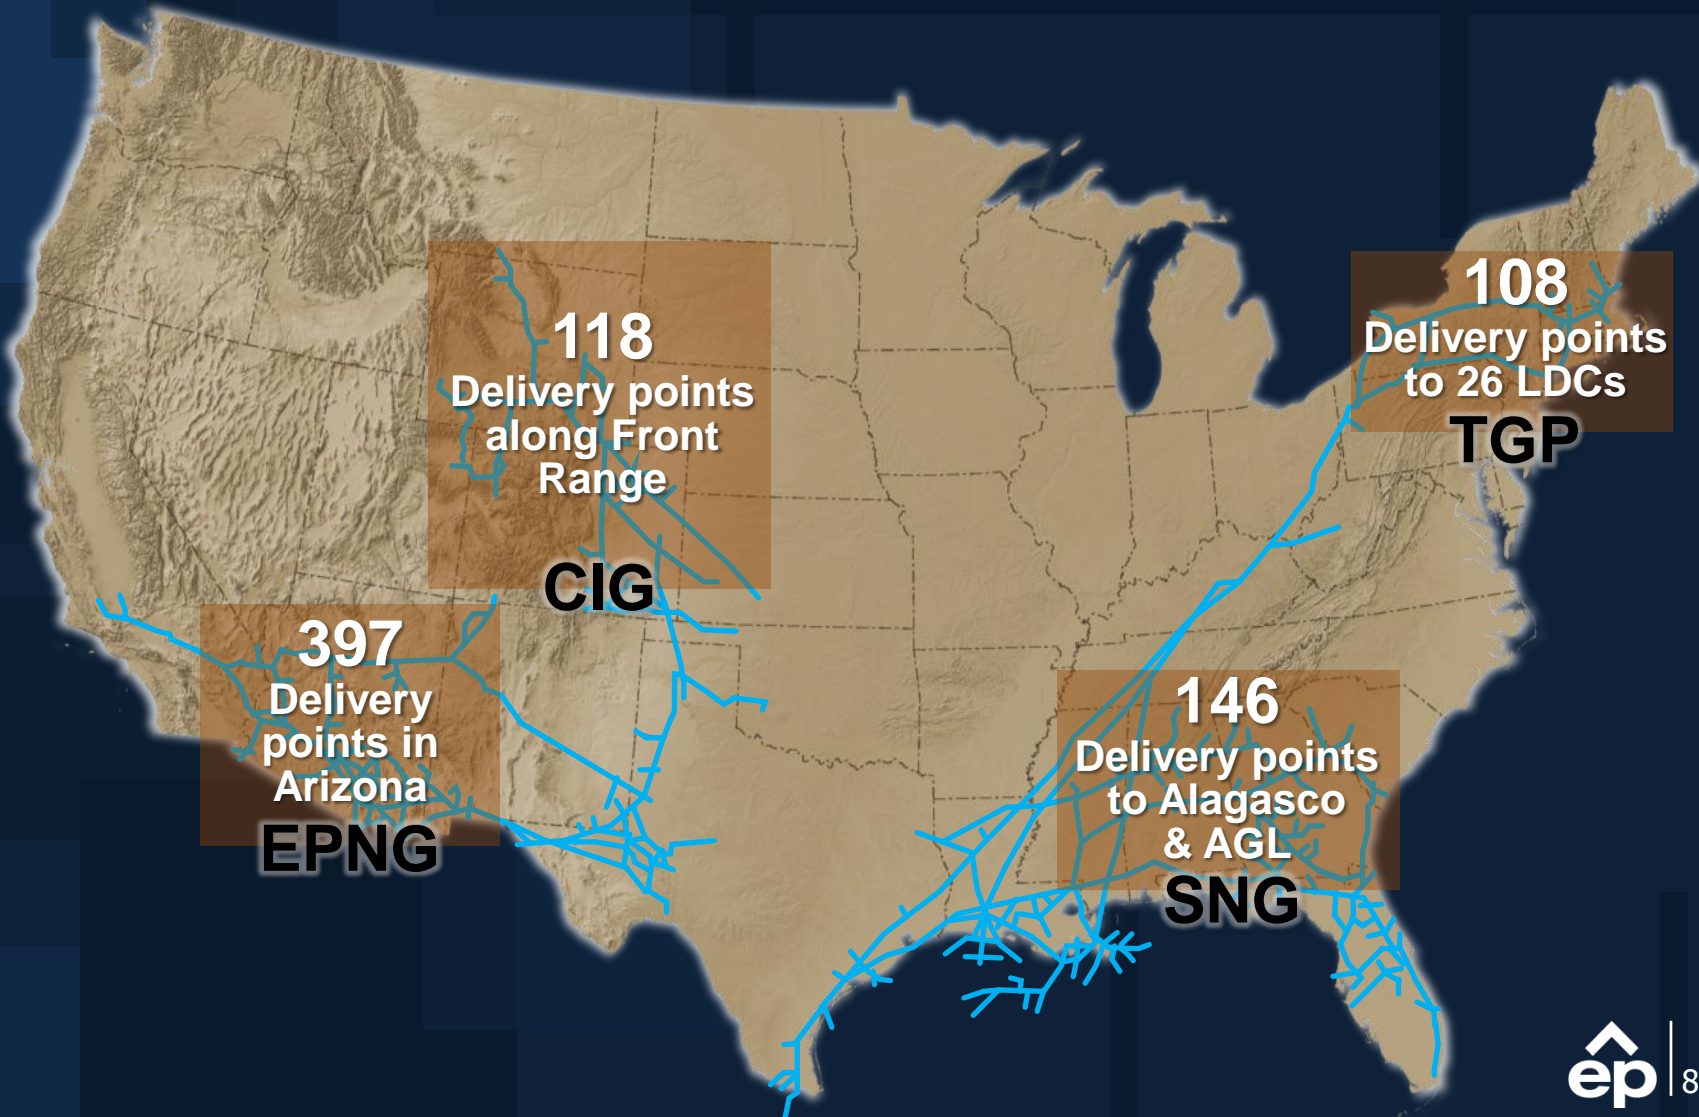 118
Delivery points
along Front
Range
CIG
108
Delivery points
to 26 LDCs
TGP
397
Delivery
points in
Arizona
EPNG
146
Delivery points
to Alagasco
& AGL
SNG
ep
8